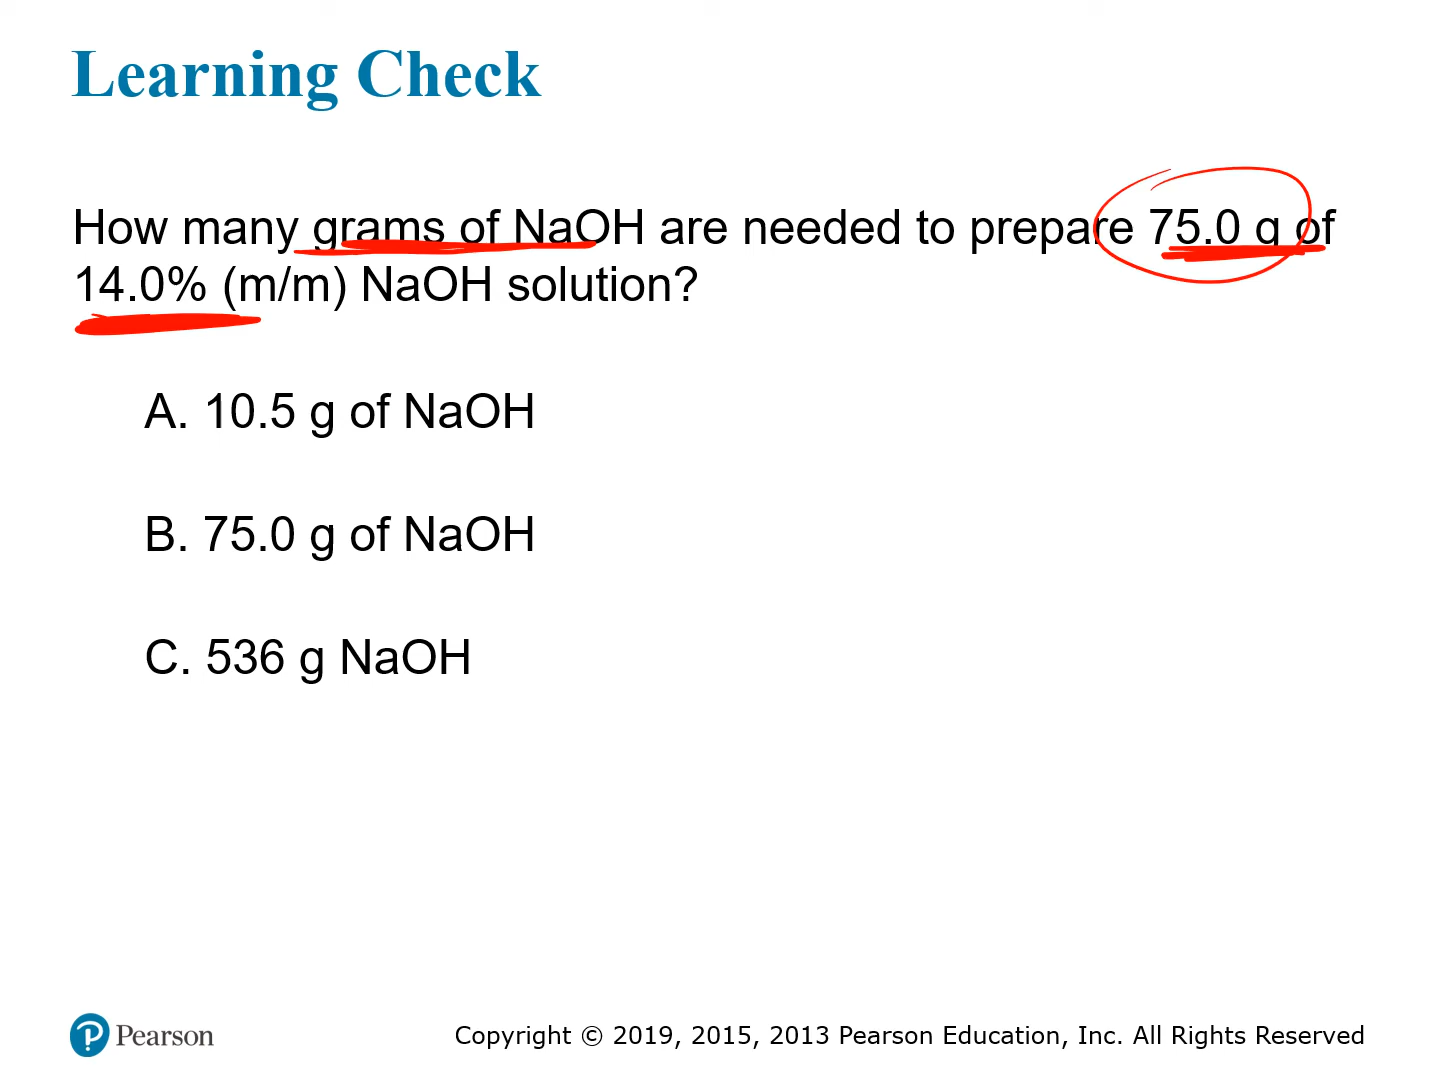 Learning Check
How many grams of NaOH are needed to prepare 75.0 g of
14.0% (m/m) NaOH solution?
A. 10.5 g of NaOH
B. 75.0 g of NaOH
C. 536 g NaOH
Pearson
Copyright © 2019, 2015, 2013 Pearson Education, Inc. All Rights Reserved